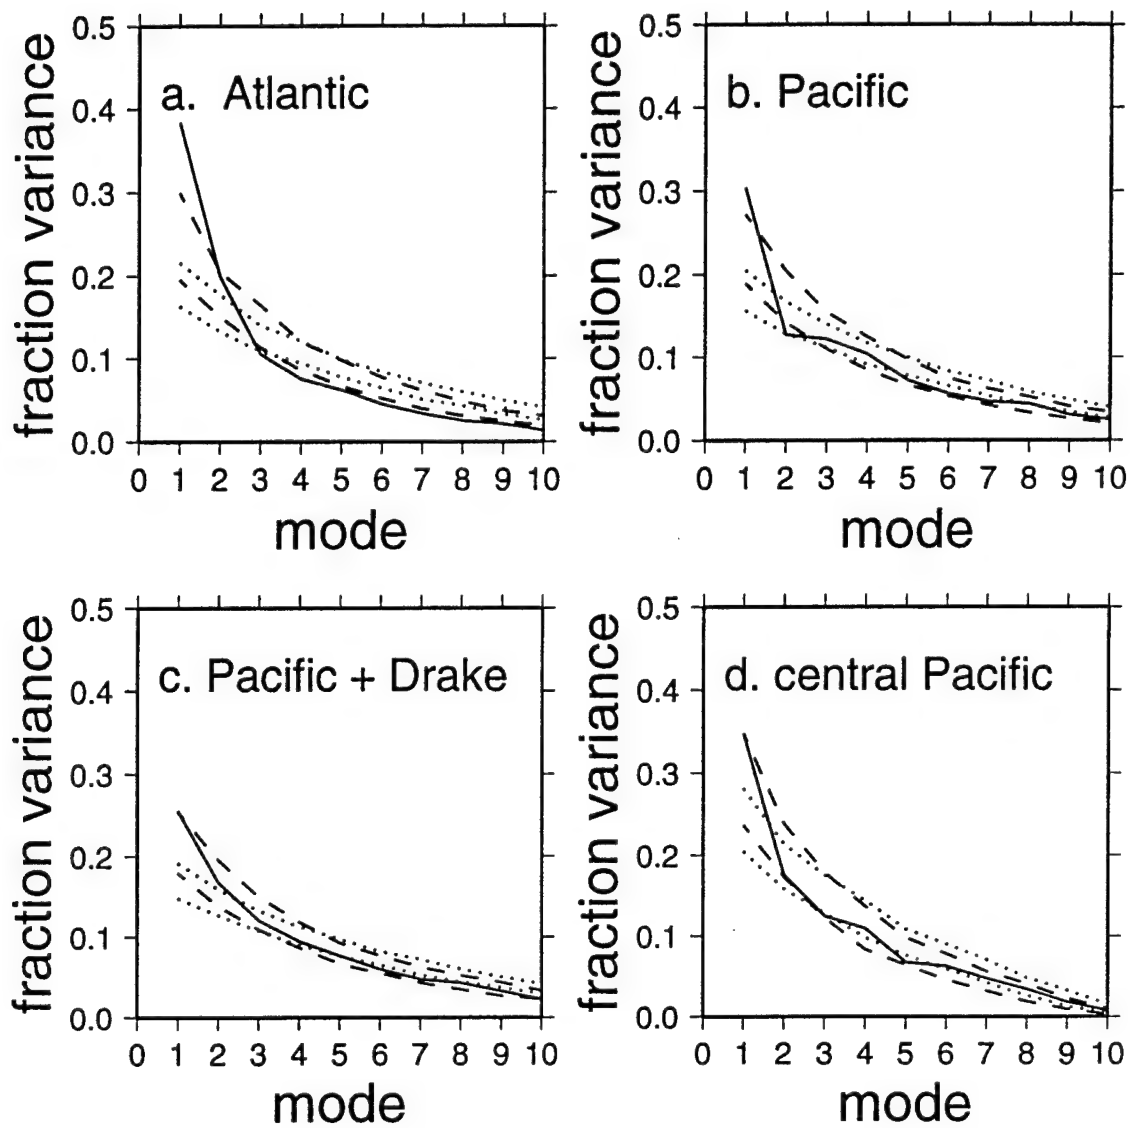 a. Atlantic
fraction variance
0.5
0.4
0.3
0.2
0.1
0.0
0 1 2 3 4 5 6 7 8 9 10
mode
b. Pacific
fraction variance
0.5
0.4
0.3
0.2
0.1
0.0
0 1 2 3 4 5 6 7 8 9 10
mode
c. Pacific + Drake
fraction variance
0.5
0.4
0.3
0.2
0.1
0.0
0 1 2 3 4 5 6 7 8 9 10
mode
d. central Pacific
fraction variance
0.5
0.4
0.3
0.2
0.1
0.0
0 1 2 3 4 5 6 7 8 9 10
mode